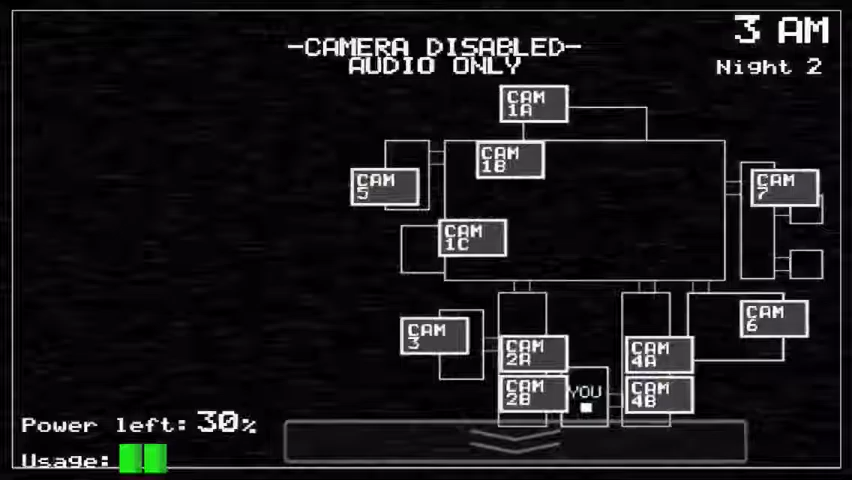 3 AM
-CAMERA DISABLED-
AUDIO ONLY
Night 2
CAM
1A
CAM
1B
CAM
5
CAM
7
CAM
1C
CAM
6
CAM
3
CAM
2A
CAM
4A
CAM
2B
YOU
CAM
4B
Power left: 30%
Usage: